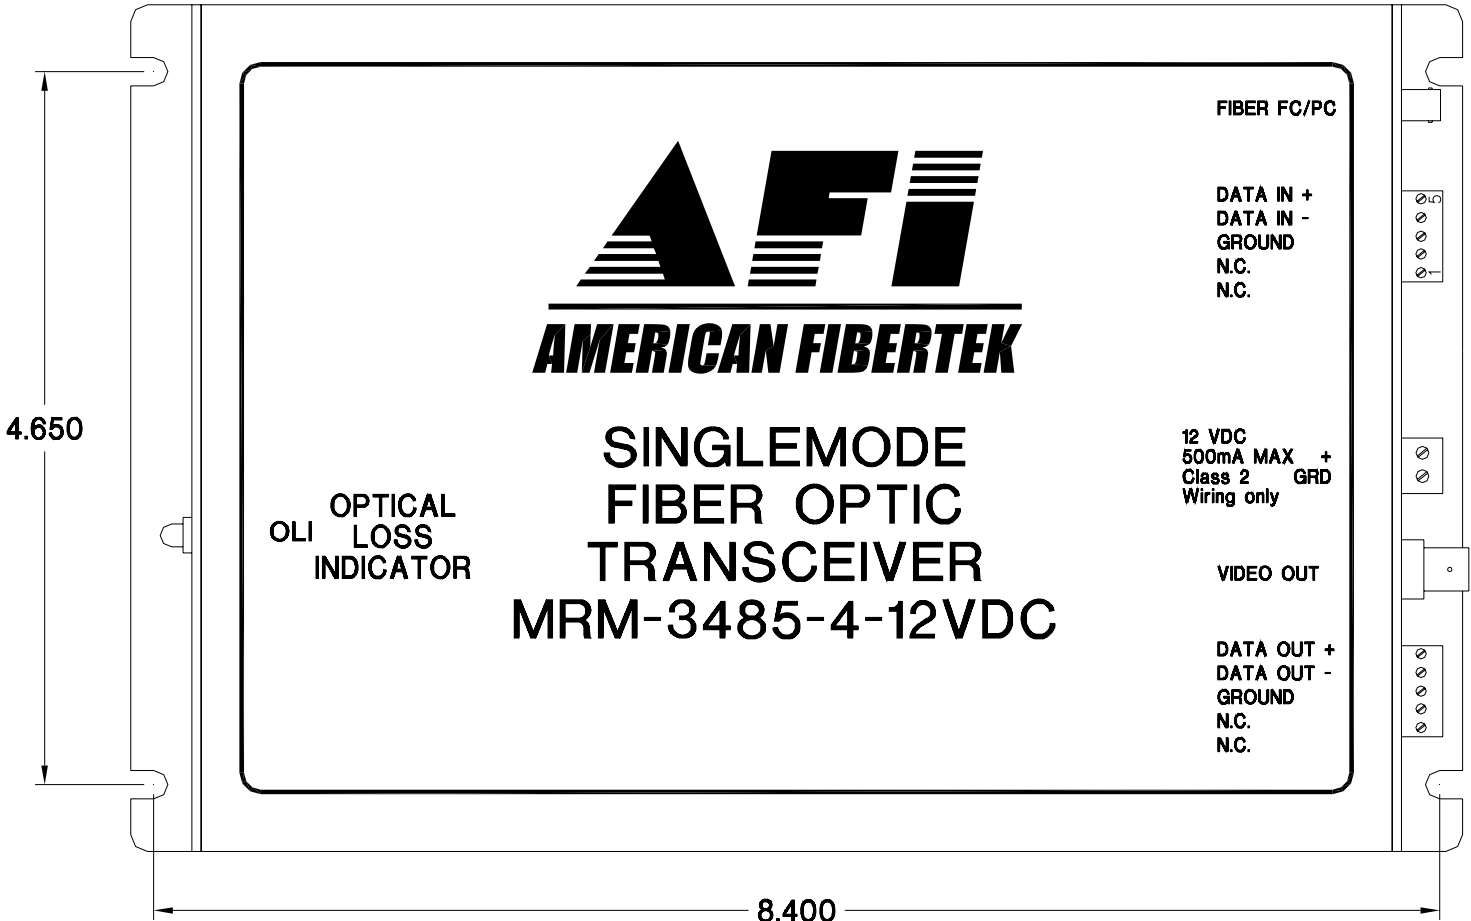 FIBER FC/PC
AFI
DATA IN +
DATA IN -
GROUND
N.C.
N.C.
5
1
AMERICAN FIBERTEK
4.650
SINGLEMODE
FIBER OPTIC
TRANSCEIVER
MRM-3485-4-12VDC
OLI
OPTICAL
LOSS
INDICATOR
12 VDC
500mA MAX +
Class 2 GRD
Wiring only
VIDEO OUT
DATA OUT +
DATA OUT -
GROUND
N.C.
N.C.
8.400